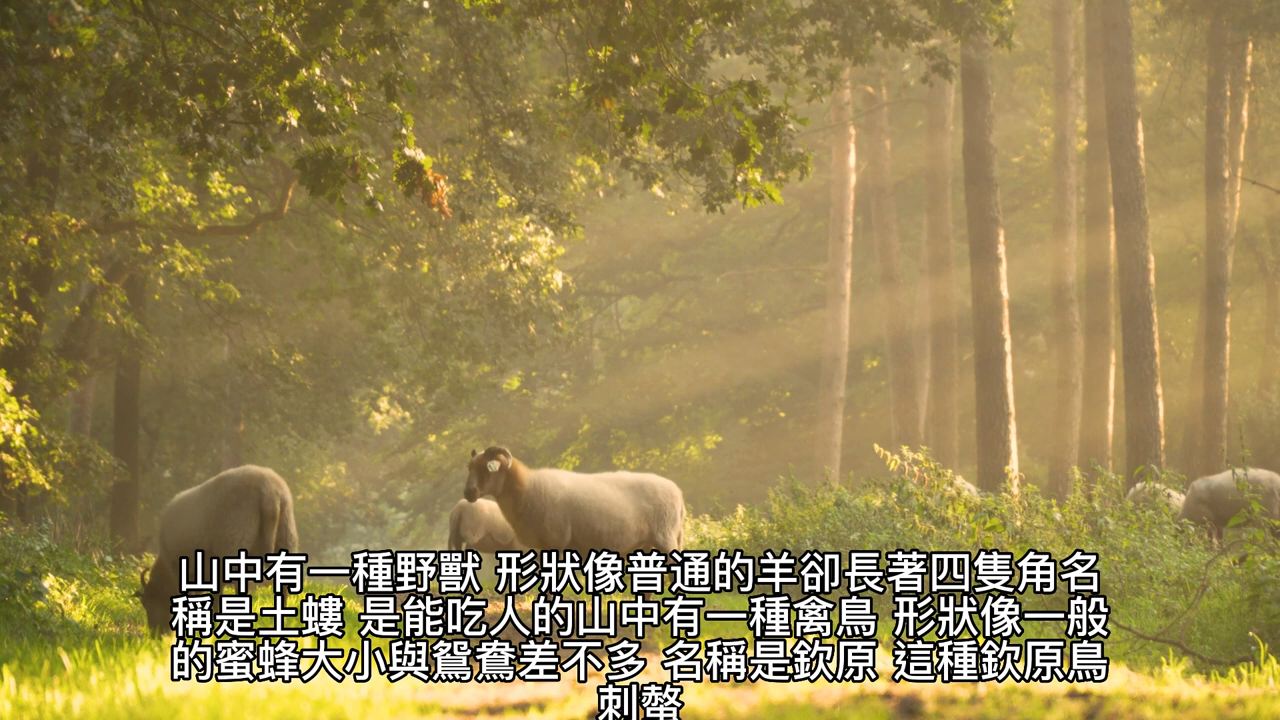 山中有一種野獸 形狀像普通的羊卻長著四隻角名
稱是土螻 是能吃人的山中有一種禽鳥 形狀像一般
的蜜蜂大小與鴛鴦差不多 名稱是欽原 這種欽原鳥
刺螫